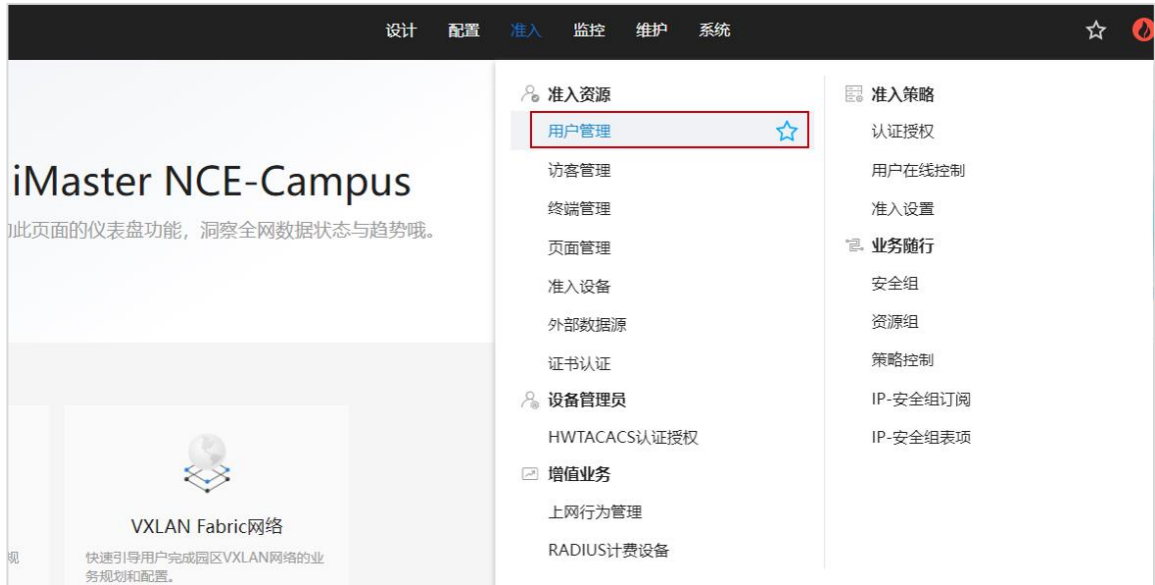 设计 配置 准入 监控 维护 系统
iMaster NCE-Campus
此页面的仪表盘功能，洞察全网数据状态与趋势哦。
准入资源
用户管理
访客管理
终端管理
页面管理
准入设备
外部数据源
证书认证
设备管理员
HWTACACS认证授权
增值业务
上网行为管理
RADIUS计费设备
准入策略
认证授权
用户在线控制
准入设置
业务随行
安全组
资源组
策略控制
IP-安全组订阅
IP-安全组表项
规
VXLAN Fabric网络
快速引导用户完成园区VXLAN网络的业
务规划和配置。